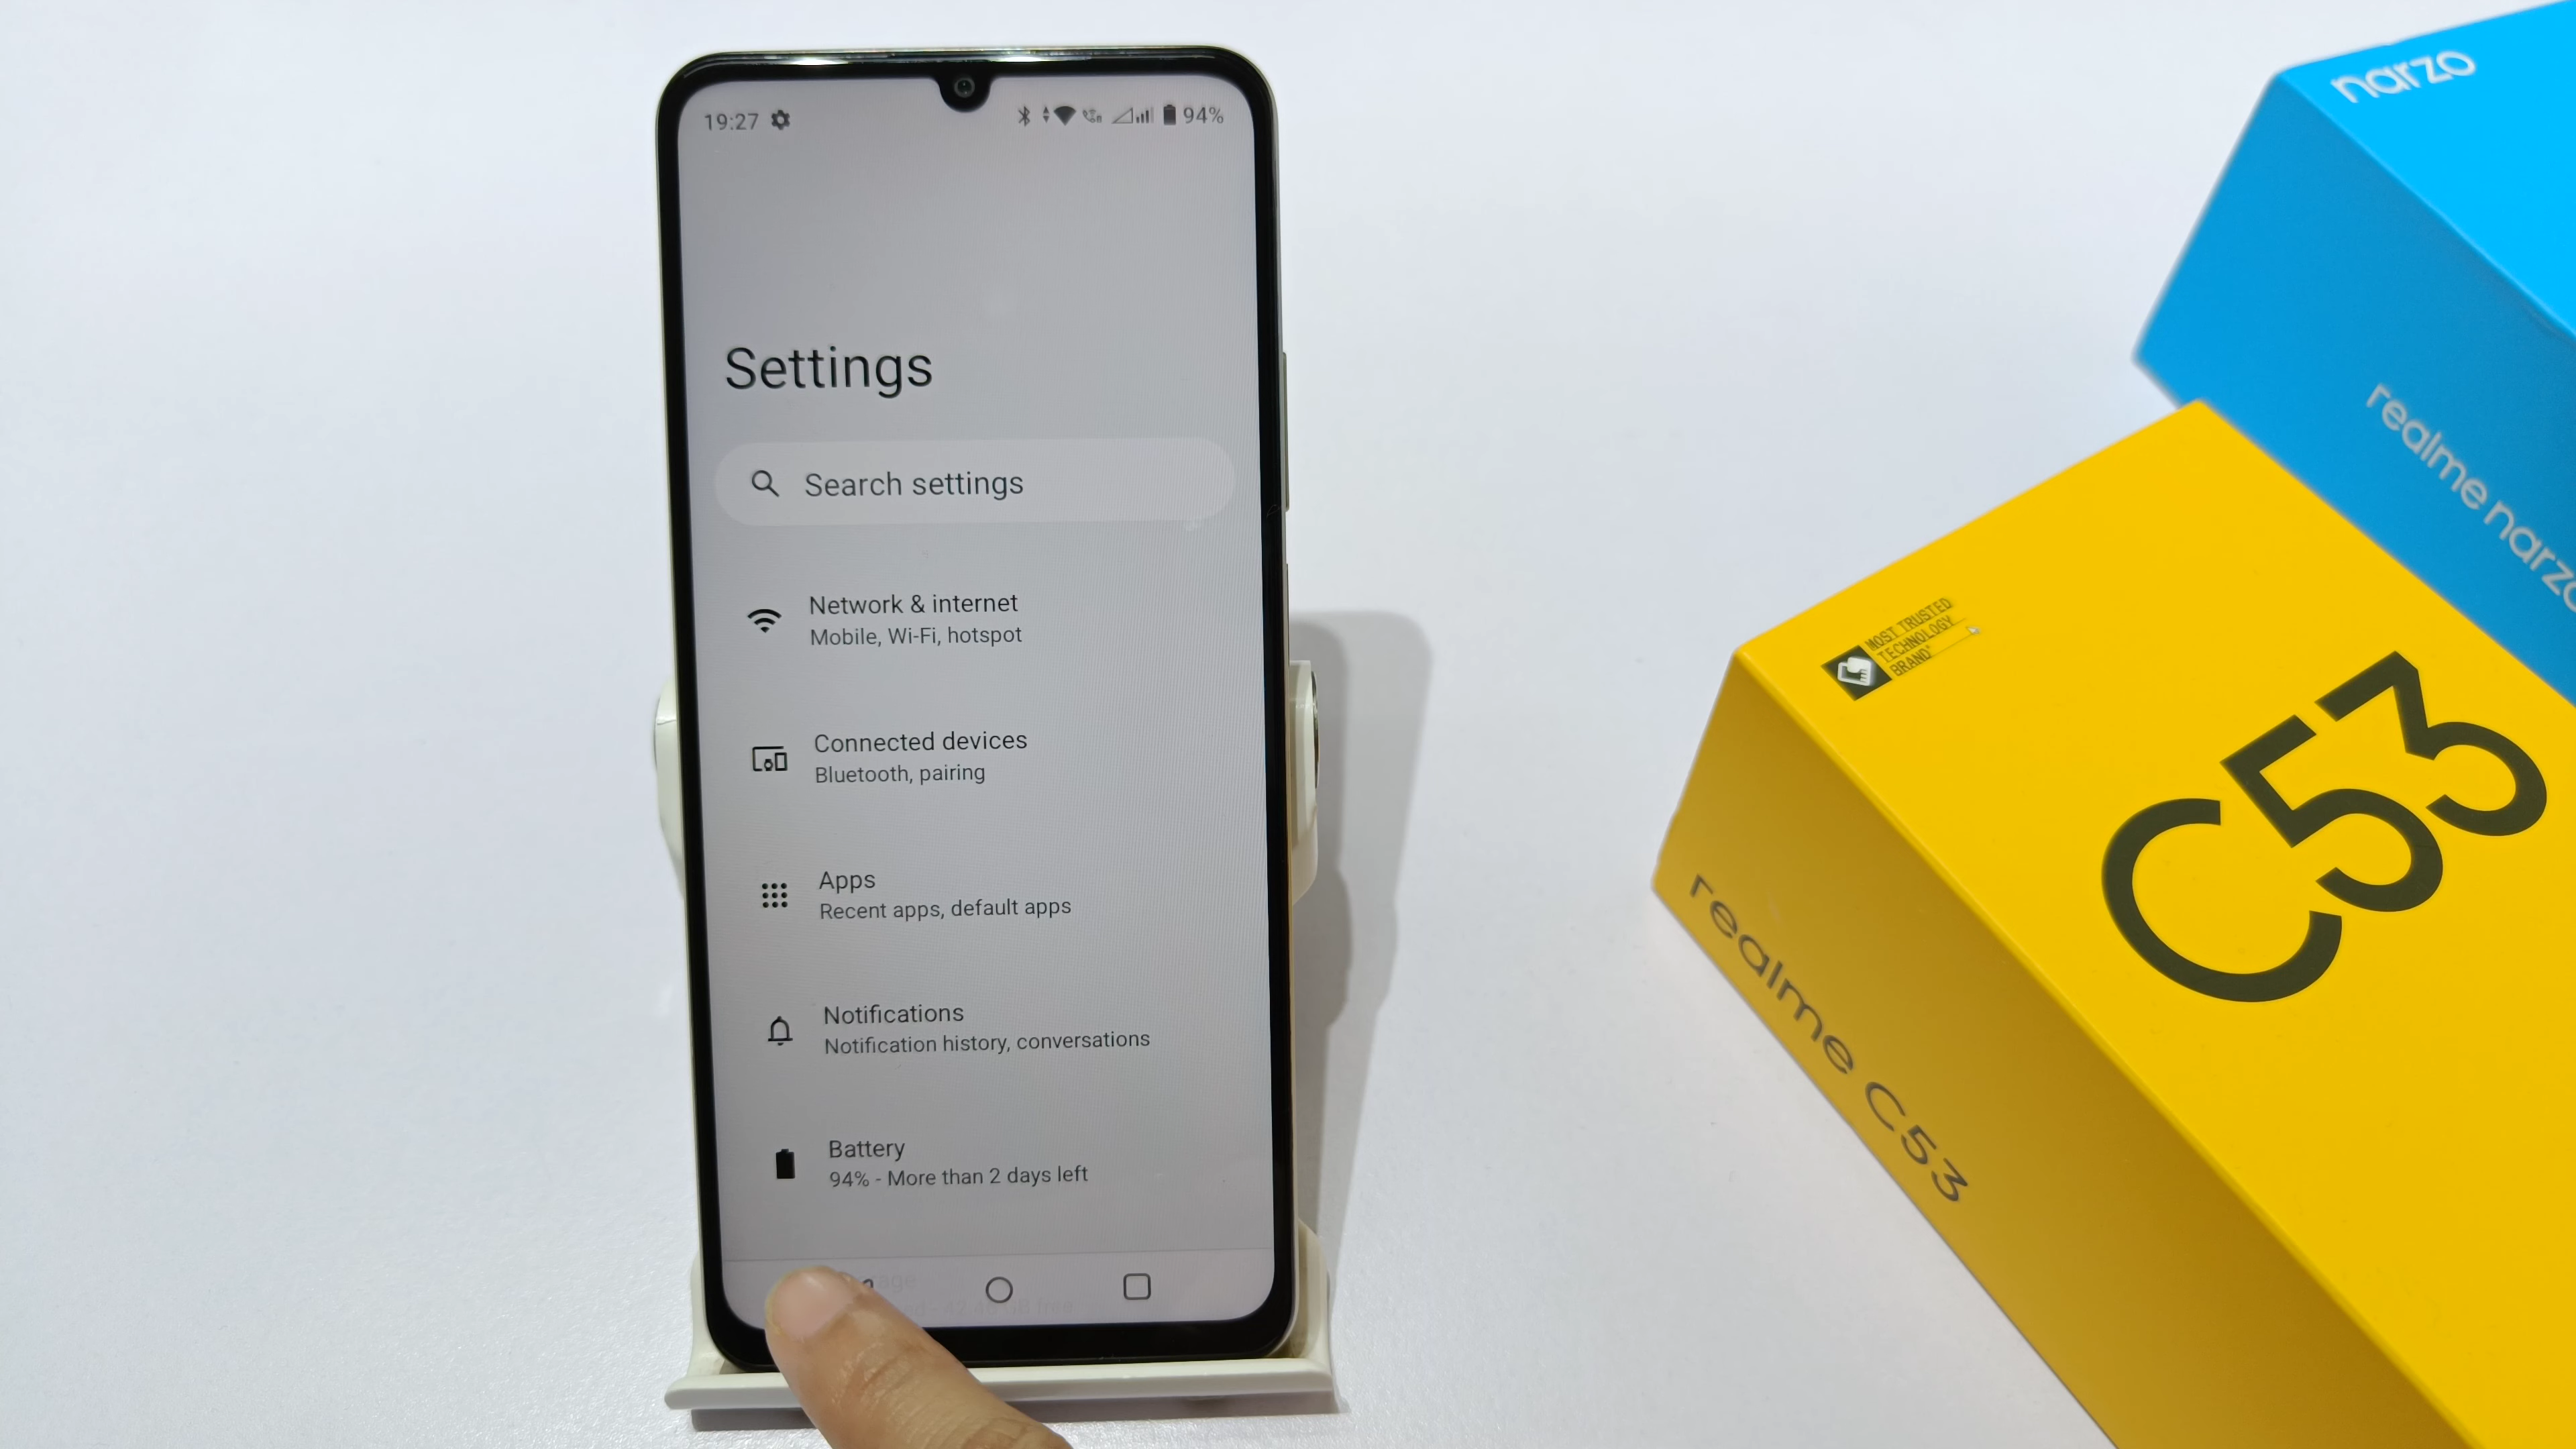 19:27
94%
Settings
Search settings
Network & internet
Mobile, Wi-Fi, hotspot
Connected devices
Bluetooth, pairing
Apps
Recent apps, default apps
Notifications
Notification history, conversations
Battery
94% - More than 2 days left
narzo
realme narzo
MOST TRUSTED
TECHNOLOGY
BRAND
C53
realme C53